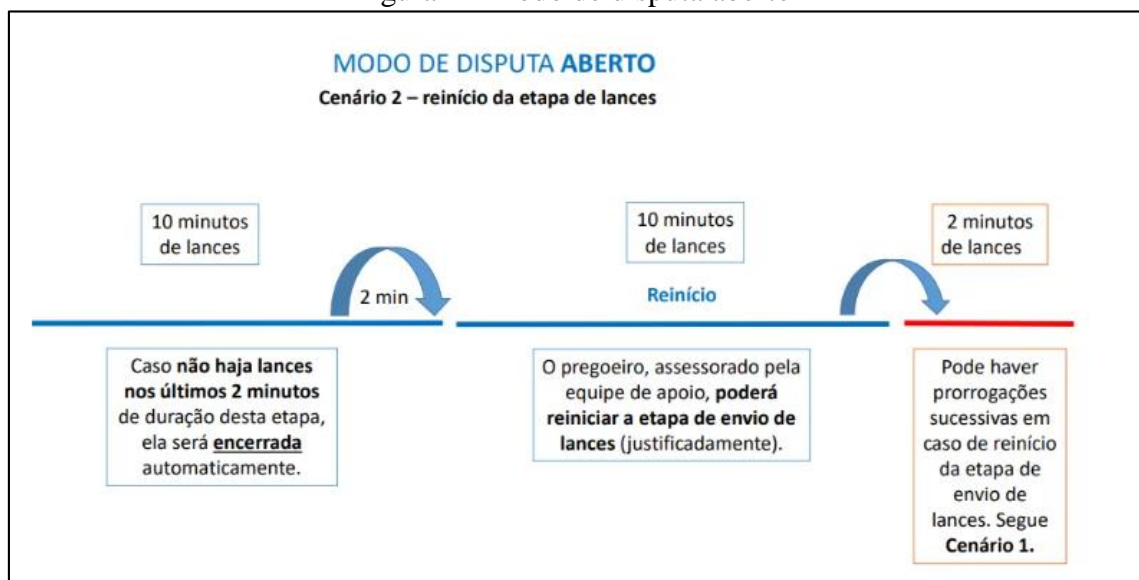 MODO DE DISPUTA ABERTO
Cenário 2 – reinício da etapa de lances
10 minutos
de lances
2 min
10 minutos
de lances
Reinício
2 minutos
de lances
Caso não haja lances
nos últimos 2 minutos
de duração desta etapa,
ela será encerrada
automaticamente.
O pregoeiro, assessorado pela
equipe de apoio, poderá
reiniciar a etapa de envio de
lances (justificadamente).
Pode haver
prorrogações
sucessivas em
caso de reinício
da etapa de
envio de
lances. Segue
Cenário 1.